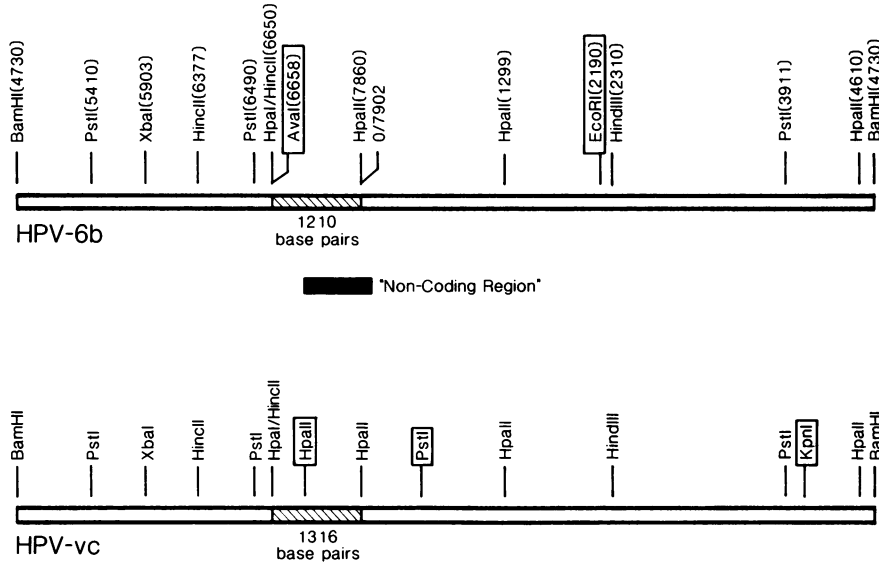 BamHI(4730)
PstI(5410)
XbaI(5903)
HincII(6377)
PstI(6490)
HpaI/HincII(6650)
AvaI(6658)
HpaII(7860)
0/7902
HpaII(1299)
EcoRI(2190)
HindIII(2310)
PstI(3911)
HpaII(4610)
BamHI(4730)
HPV-6b
1210
base pairs
"Non-Coding Region"
BamHI
PstI
XbaI
HincII
PstI
HpaI/HincII
HpaII
HpaII
PstI
HpaII
HindIII
PstI
KpnI
HpaII
BamHI
HPV-vc
1316
base pairs